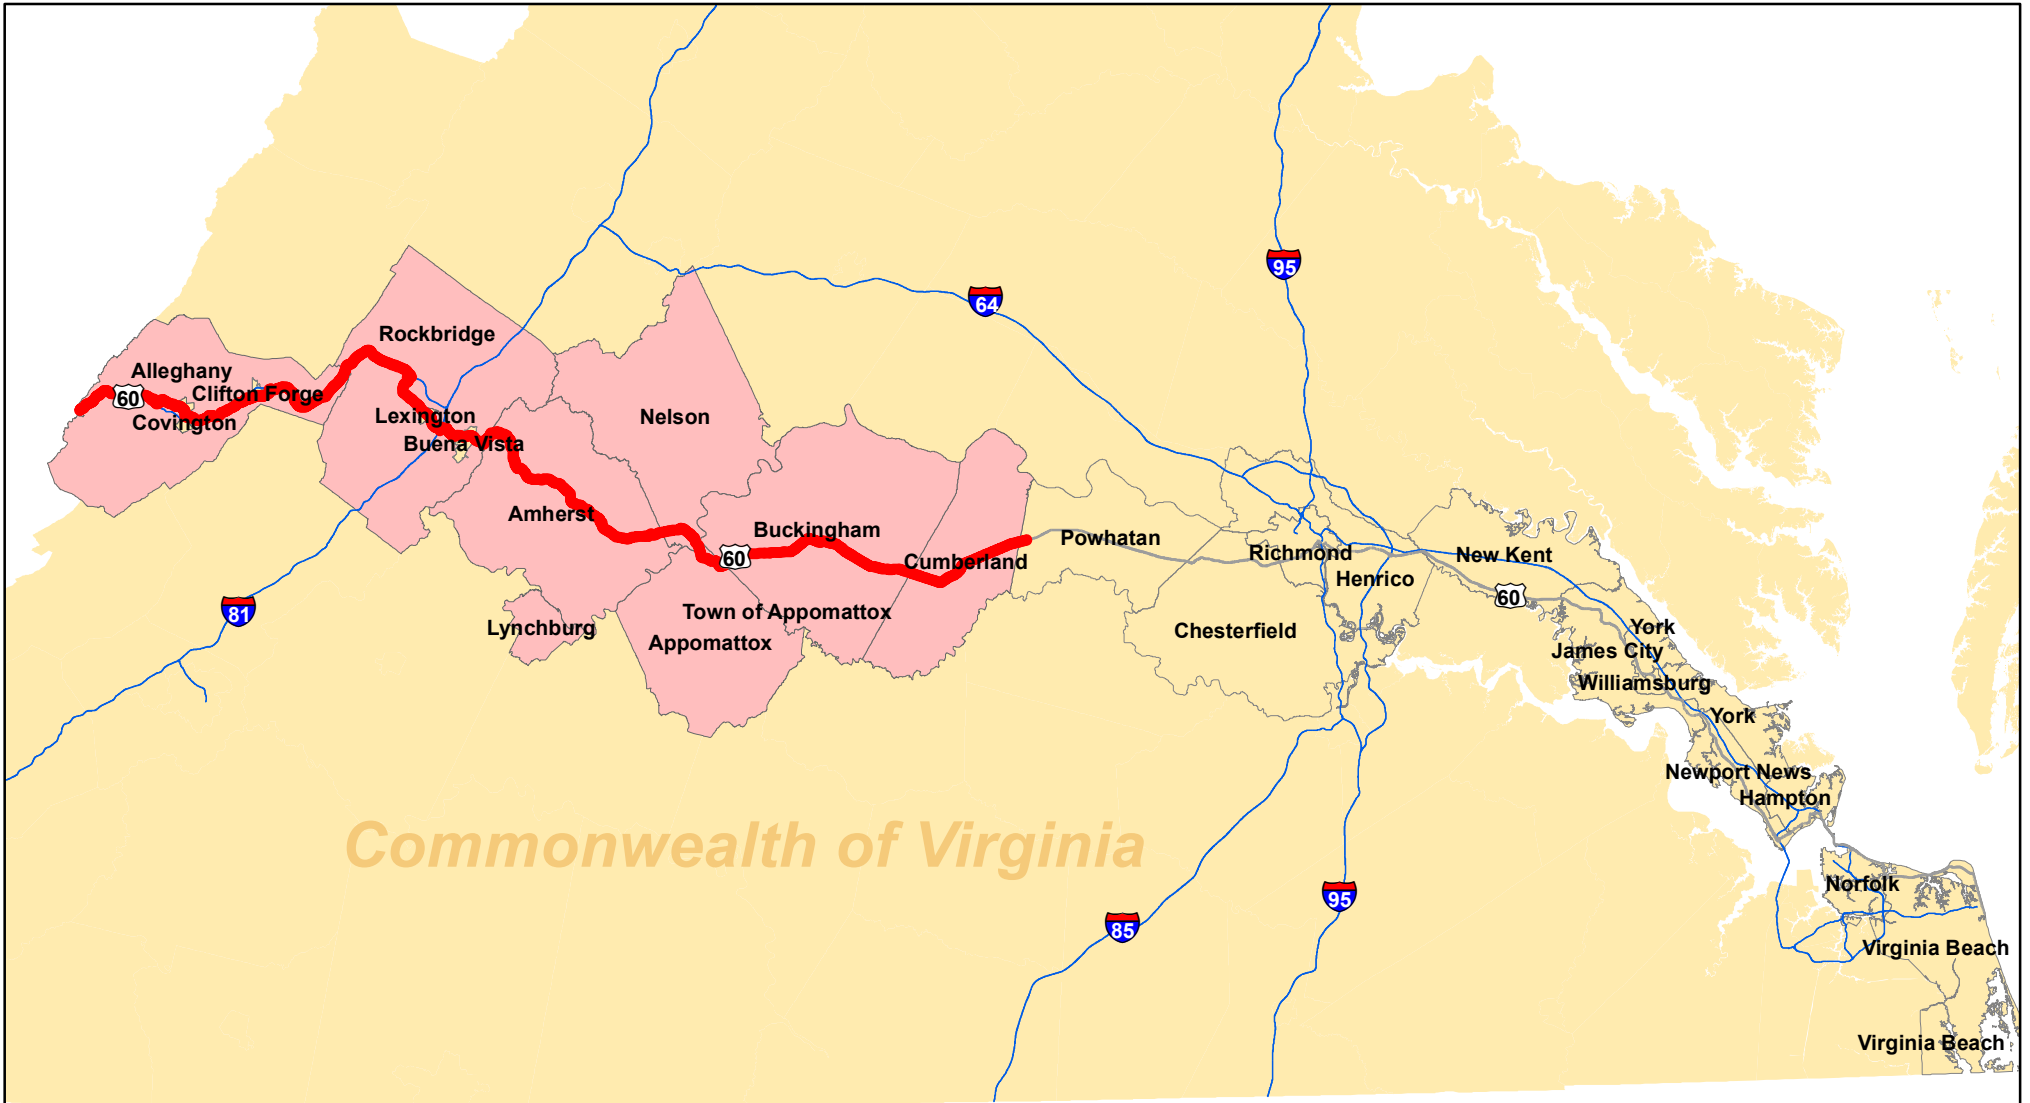 95
64
Rockbridge
Alleghany
60
Clifton Forge
Covington
Lexington
Nelson
Buena Vista
Amherst
Buckingham
60
Cumberland
Powhatan
Richmond
New Kent
Henrico
60
81
Lynchburg
Town of Appomattox
Appomattox
Chesterfield
York
James City
Williamsburg
York
Newport News
Hampton
Commonwealth of Virginia
Norfolk
95
85
Virginia Beach
Virginia Beach